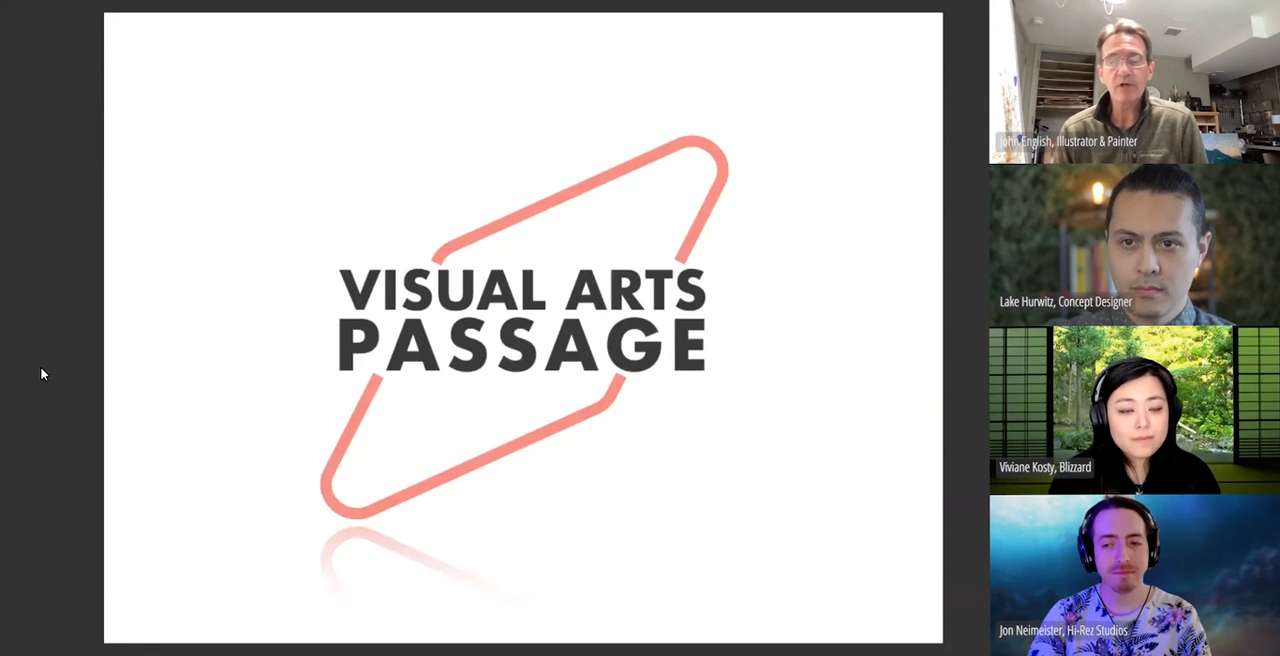 VISUAL ARTS
PASSAGE
John English, Illustrator & Painter
Lake Hurwitz, Concept Designer
Viviane Kosty, Blizzard
Jon Neimeister, Hi-Rez Studios